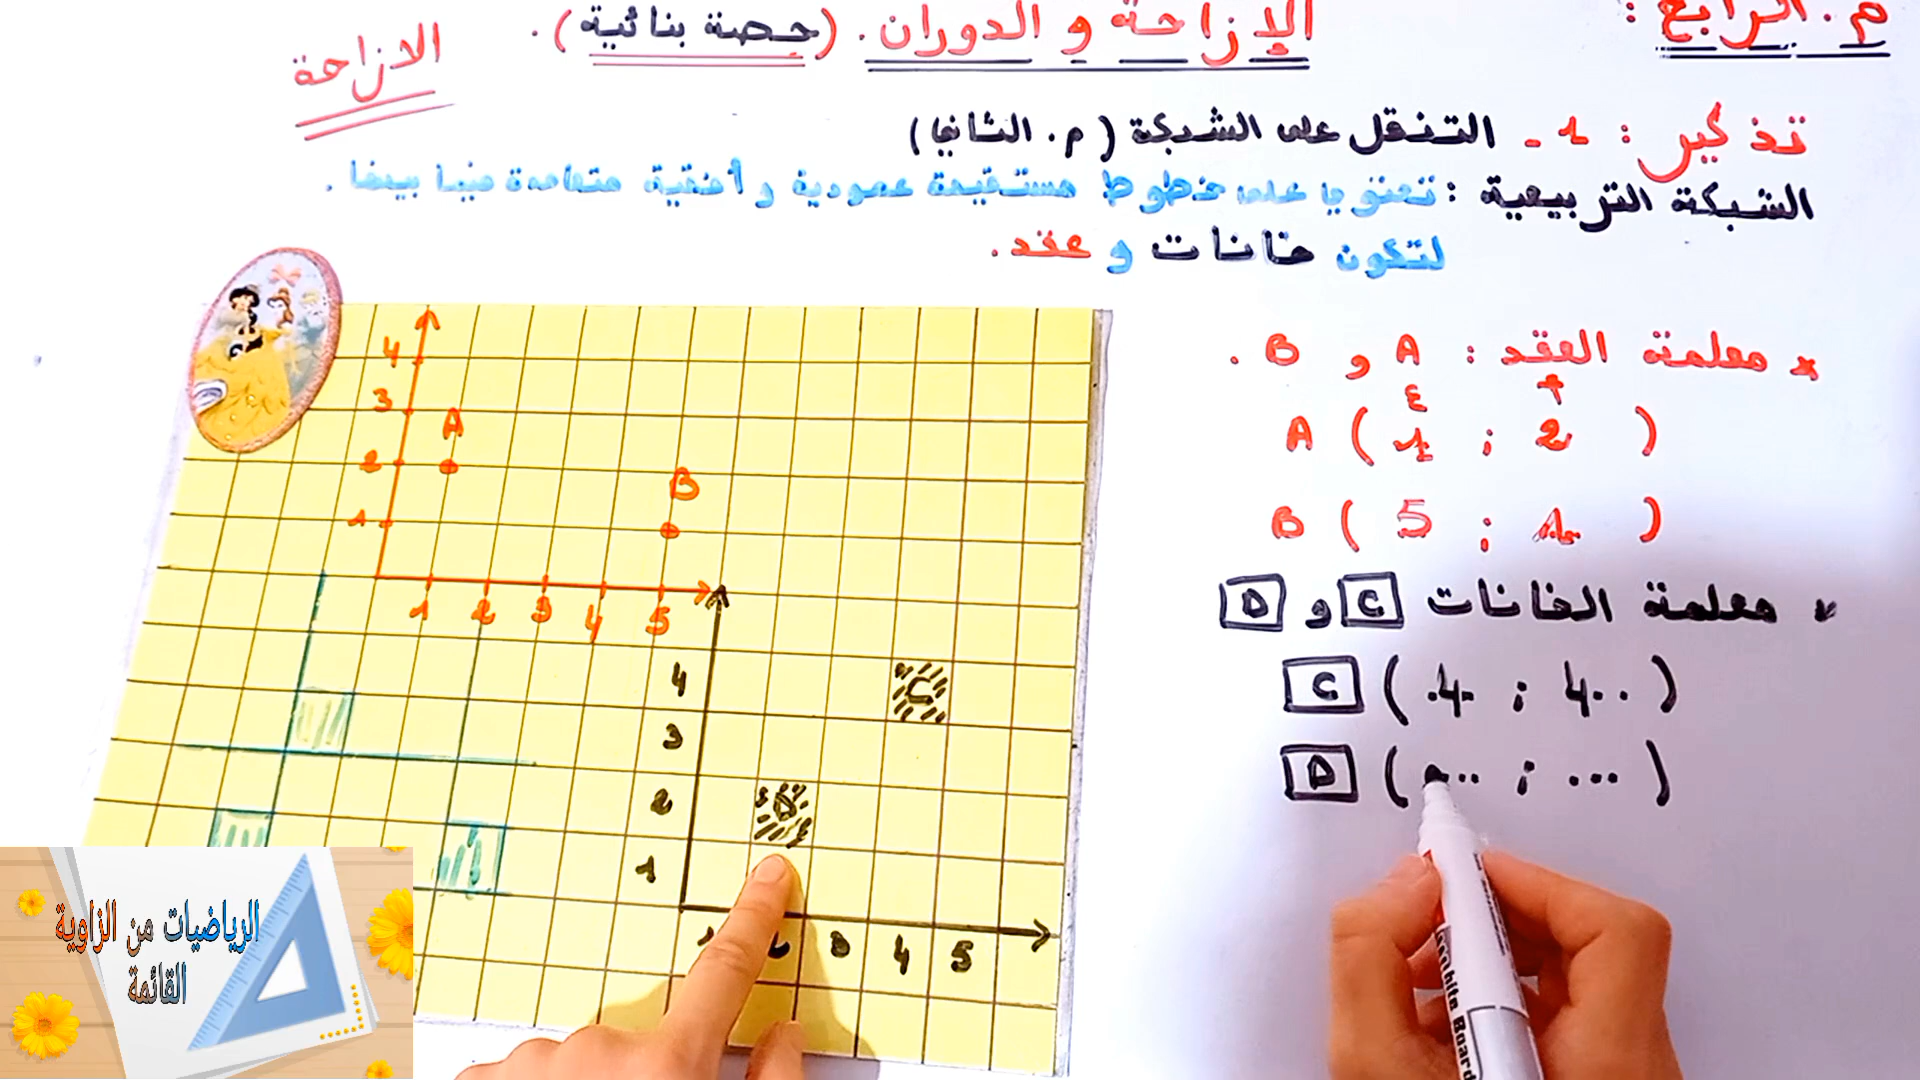 م. الرابع :
الإزاحة و الدوران. (حصة بنائية).
الازاحة
تذكير : 1 - التنقل على الشبكة (م. الثاني)
الشبكة التربيعية : تحتوي على خطوط مستقيمة عمودية و أفقية متعامدة فيما بينها.
لتكون خانات و عقد.
* معلمة العقد : A و B .
A ( 1 ; 2 )
B ( 5 ; 1 )
* معلمة الخانات C و D
C ( .4. ; 4.. )
D ( ... ; ... )
4
3
2
1
A
B
1 2 3 4 5
4
3
2
1
C
D
1 2 3 4 5
الرياضيات من الزاوية
القائمة